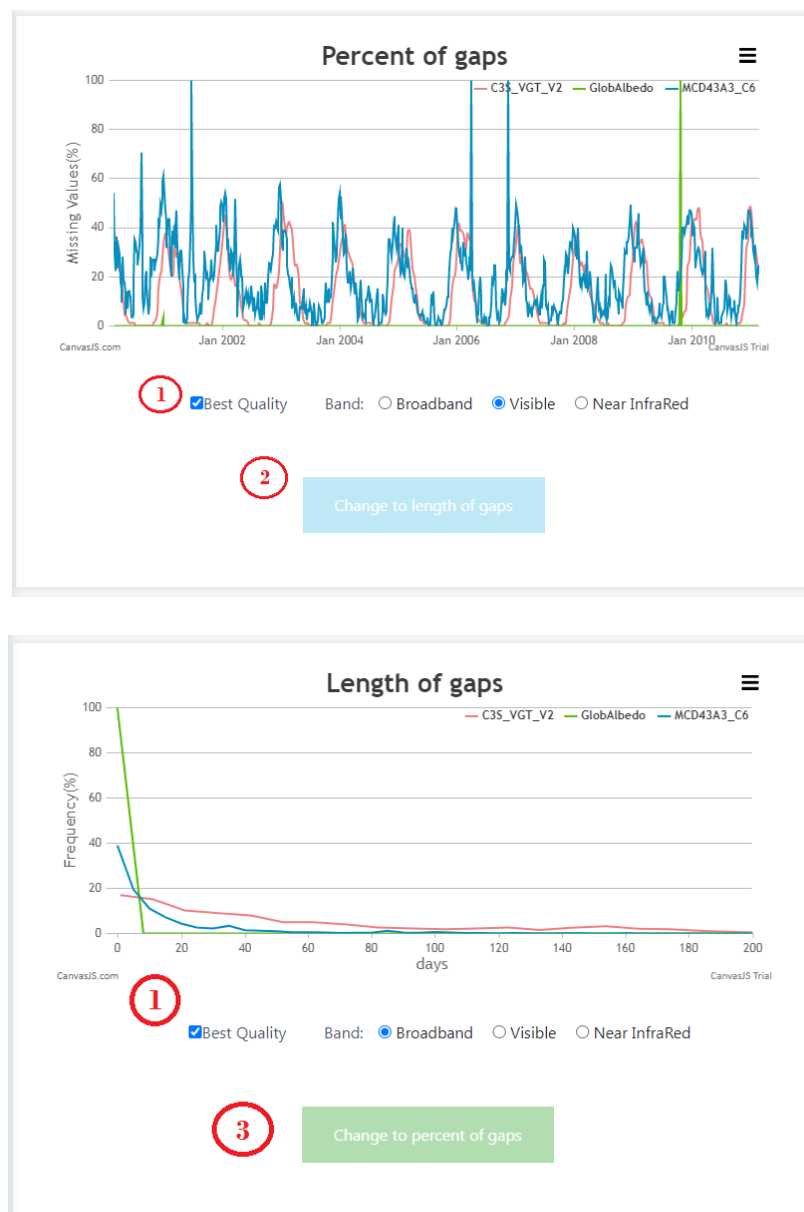 Percent of gaps
C3S_VGT_V2 GlobAlbedo MCD43A3_C6
100
80
60
40
20
0
Missing Values(%)
Jan 2002 Jan 2004 Jan 2006 Jan 2008 Jan 2010
CanvasJS.com CanvasJS Trial
1 Best Quality Band: Broadband Visible Near InfraRed
2
Change to length of gaps
Length of gaps
C3S_VGT_V2 GlobAlbedo MCD43A3_C6
100
80
60
40
20
0
Frequency(%)
0 20 40 60 80 100 120 140 160 180 200
days
CanvasJS.com CanvasJS Trial
1
Best Quality Band: Broadband Visible Near InfraRed
3 Change to percent of gaps